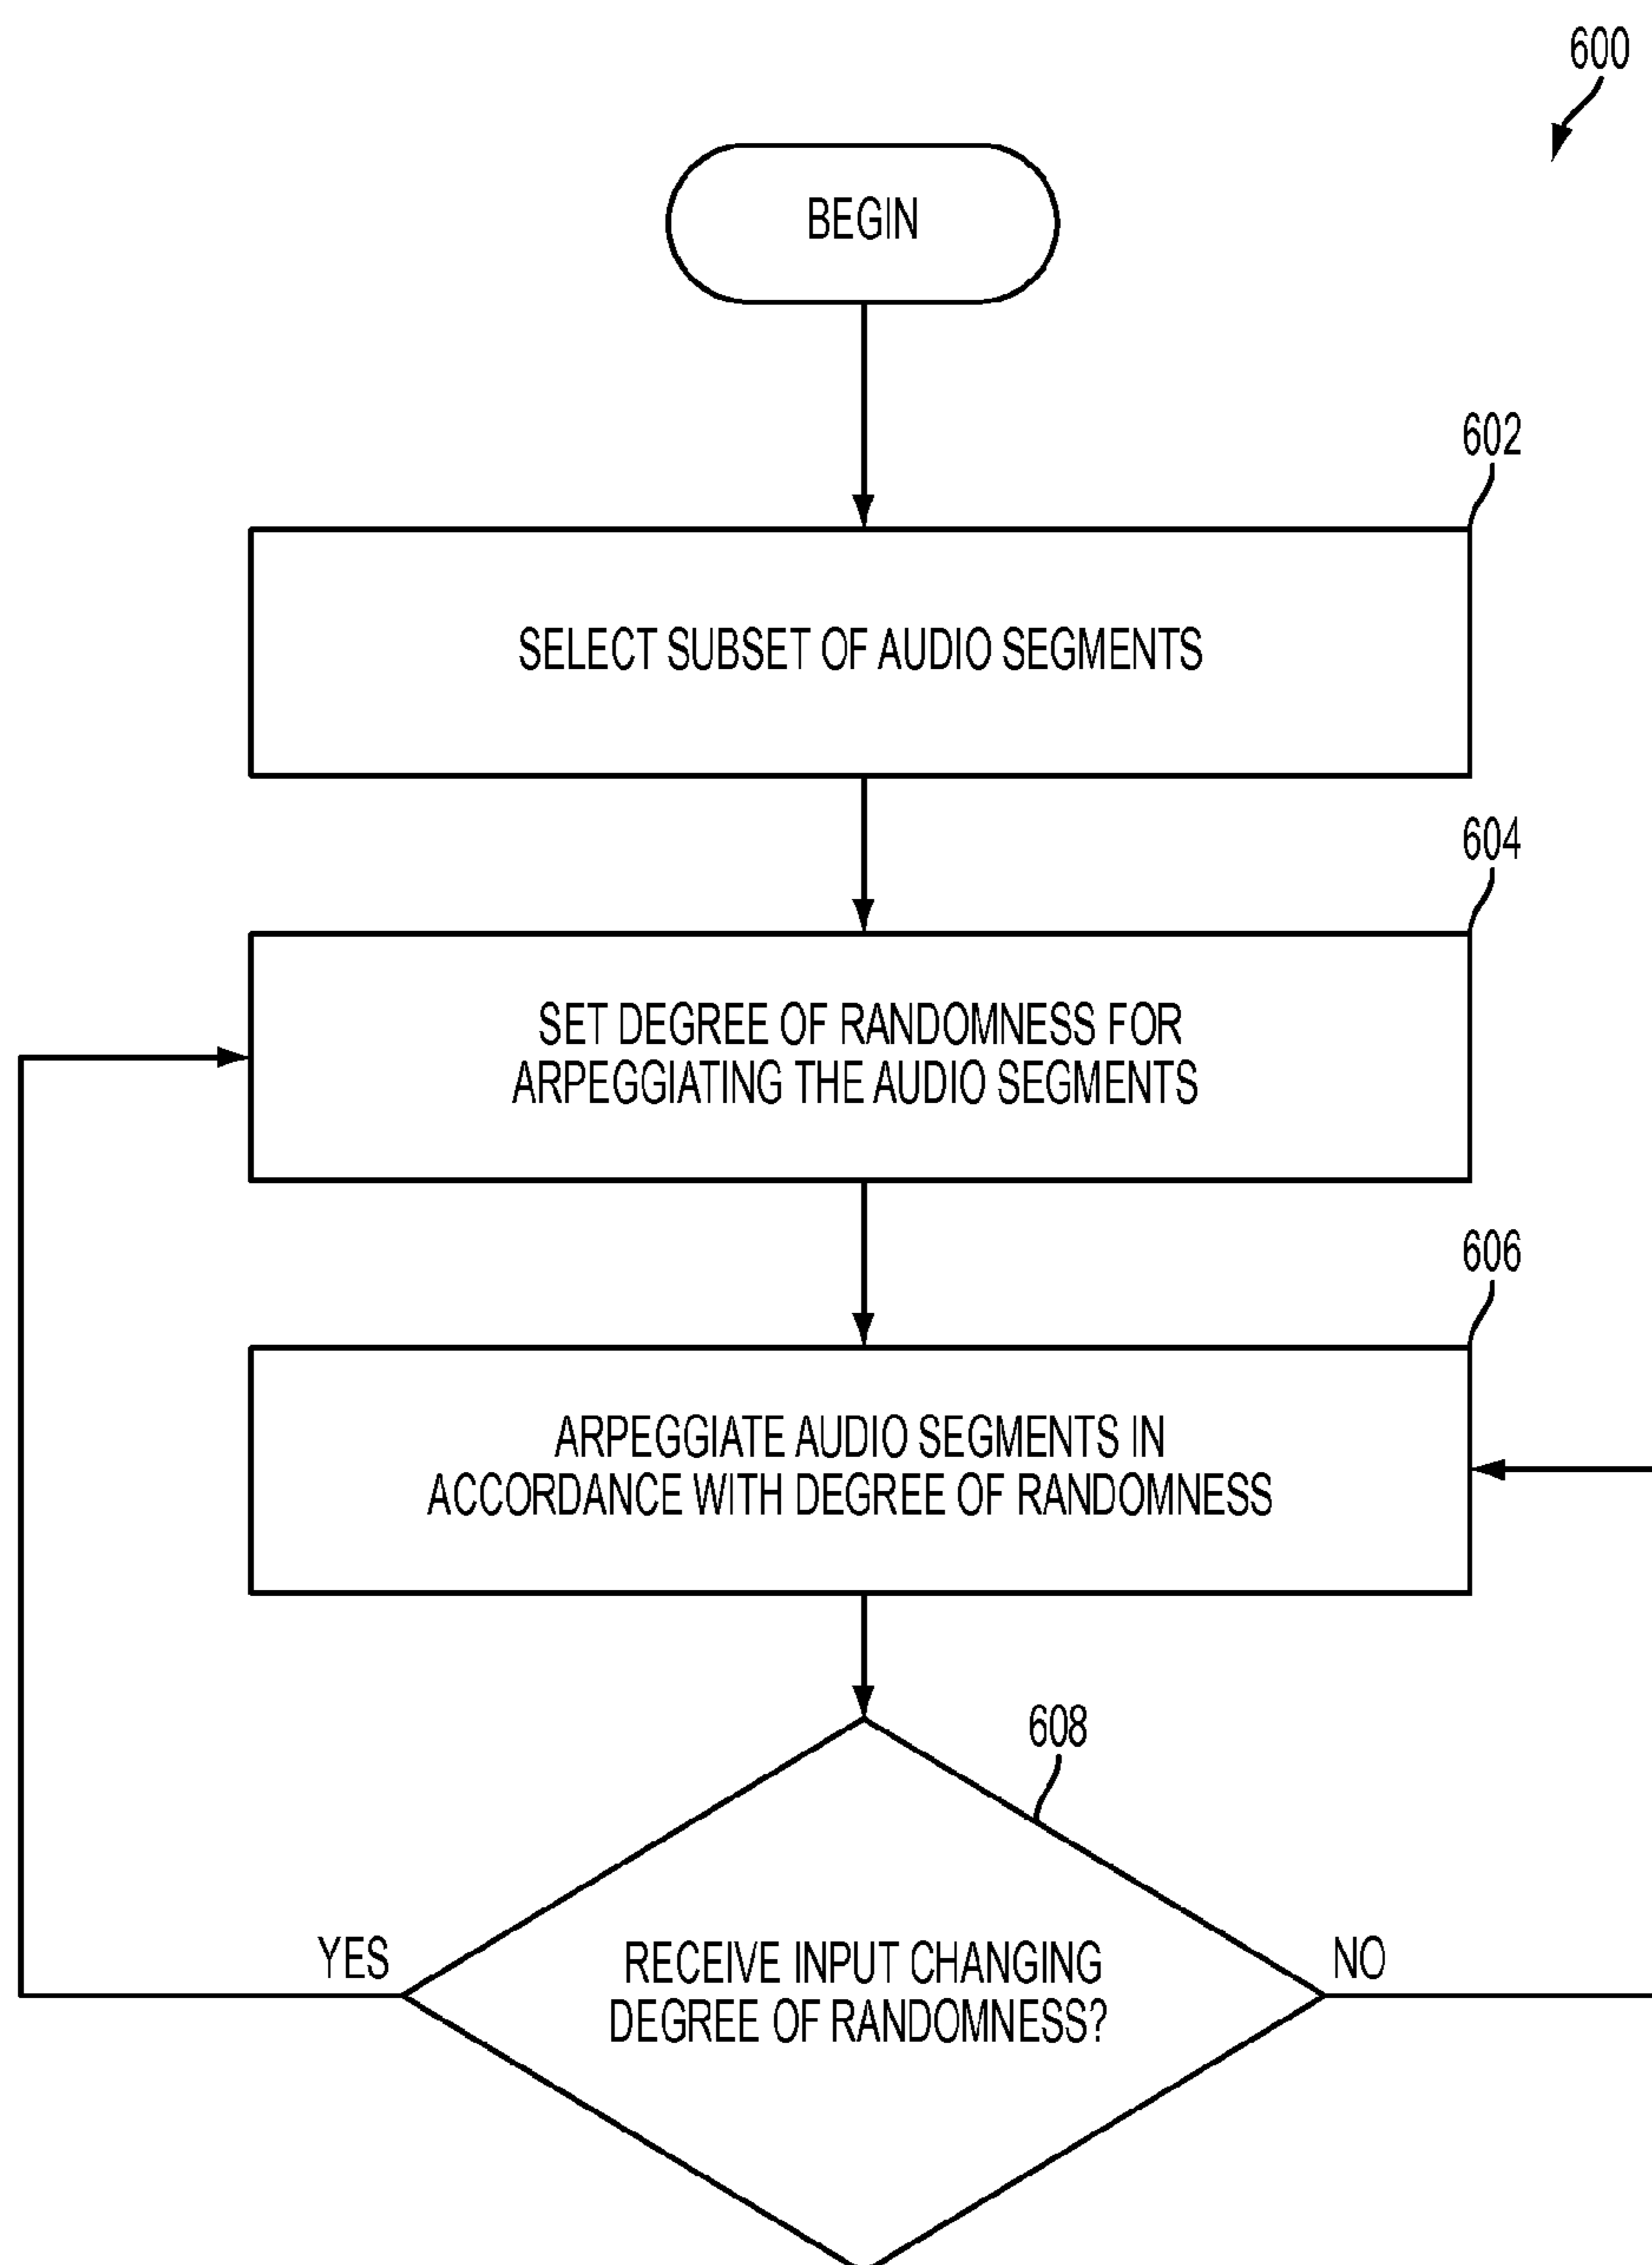 600
BEGIN
602
SELECT SUBSET OF AUDIO SEGMENTS
604
SET DEGREE OF RANDOMNESS FOR
ARPEGGIATING THE AUDIO SEGMENTS
606
ARPEGGIATE AUDIO SEGMENTS IN
ACCORDANCE WITH DEGREE OF RANDOMNESS
608
YES
RECEIVE INPUT CHANGING
DEGREE OF RANDOMNESS?
NO